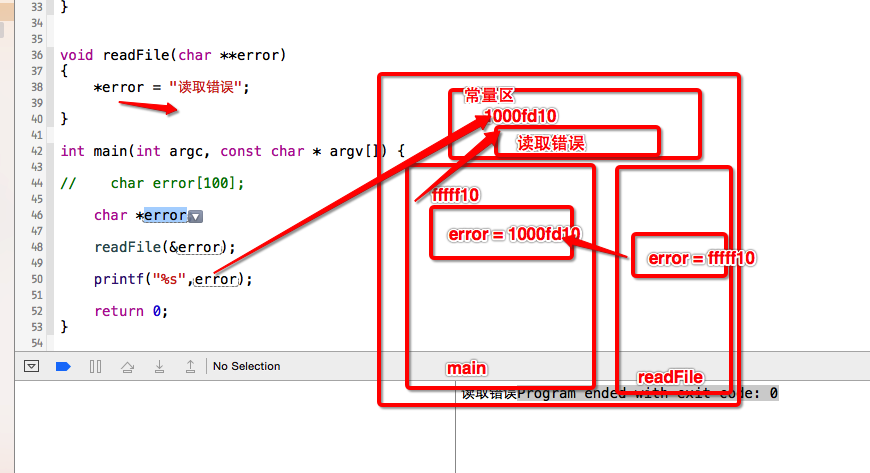 33 }
34
35
36 void readFile(char **error)
37 {
38 *error = "读取错误";
39
40 }
41
42 int main(int argc, const char * argv[]) {
43
44 // char error[100];
45
46 char *error
47
48 readFile(&error);
49
50 printf("%s",error);
51
52 return 0;
53 }
54
常量区
1000fd10
读取错误
fffff10
error = 1000fd10
error = fffff10
main
readFile
No Selection
读取错误Program ended with exit code: 0